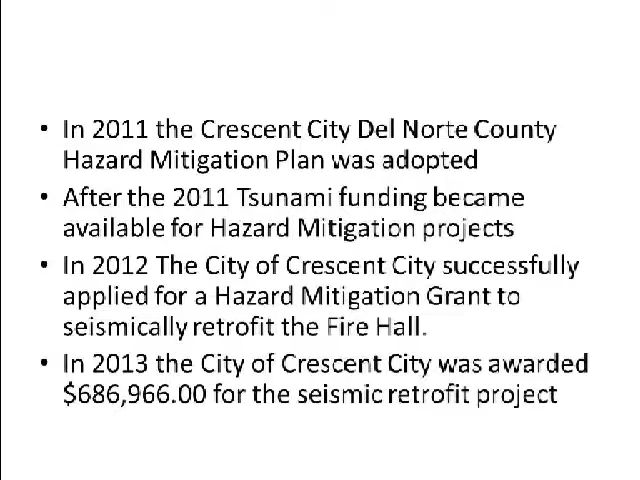 • In 2011 the Crescent City Del Norte County
Hazard Mitigation Plan was adopted
• After the 2011 Tsunami funding became
available for Hazard Mitigation projects
• In 2012 The City of Crescent City successfully
applied for a Hazard Mitigation Grant to
seismically retrofit the Fire Hall.
• In 2013 the City of Crescent City was awarded
$686,966.00 for the seismic retrofit project